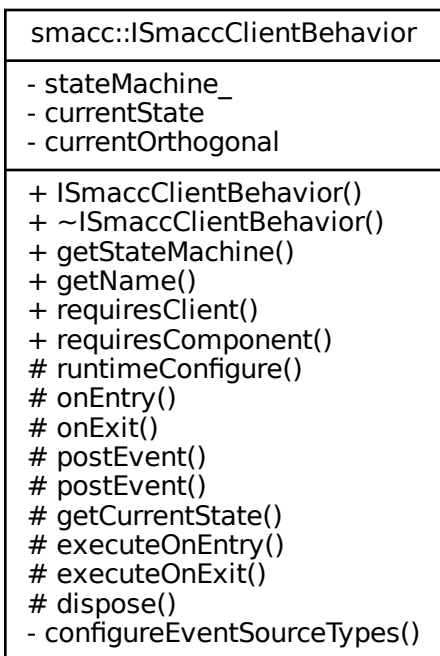 smacc::ISmaccClientBehavior
- stateMachine_
- currentState
- currentOrthogonal
+ ISmaccClientBehavior()
+ ~ISmaccClientBehavior()
+ getStateMachine()
+ getName()
+ requiresClient()
+ requiresComponent()
# runtimeConfigure()
# onEntry()
# onExit()
# postEvent()
# postEvent()
# getCurrentState()
# executeOnEntry()
# executeOnExit()
# dispose()
- configureEventSourceTypes()